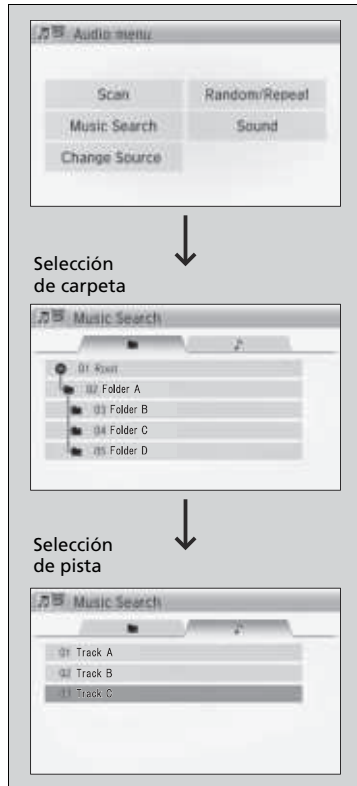 Audio menu
Scan Random/Repeat
Music Search Sound
Change Source
Selección
de carpeta
Music Search
01 Root
02 Folder A
03 Folder B
04 Folder C
05 Folder D
Selección
de pista
Music Search
01 Track A
02 Track B
03 Track C